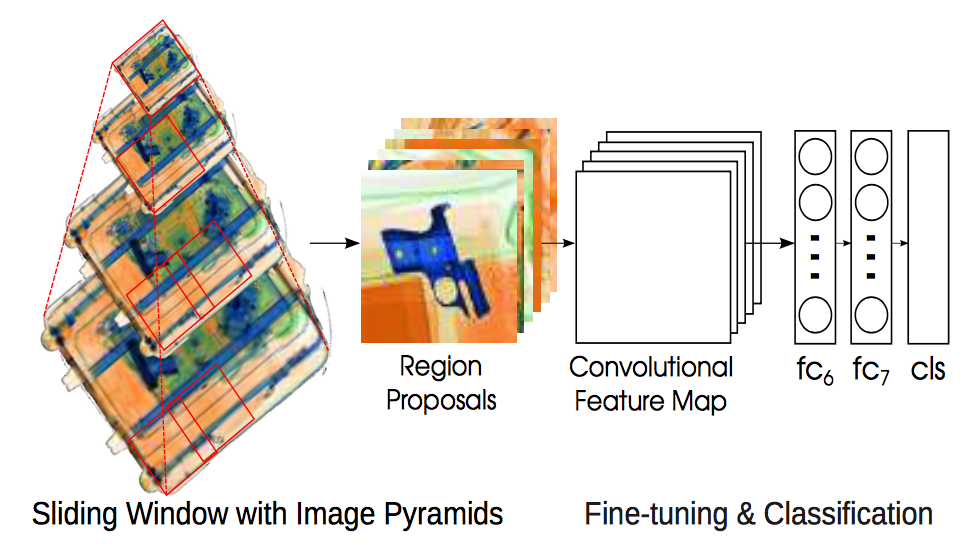 Region
Proposals
Convolutional
Feature Map
fc6
fc7
cls
Sliding Window with Image Pyramids
Fine-tuning & Classification